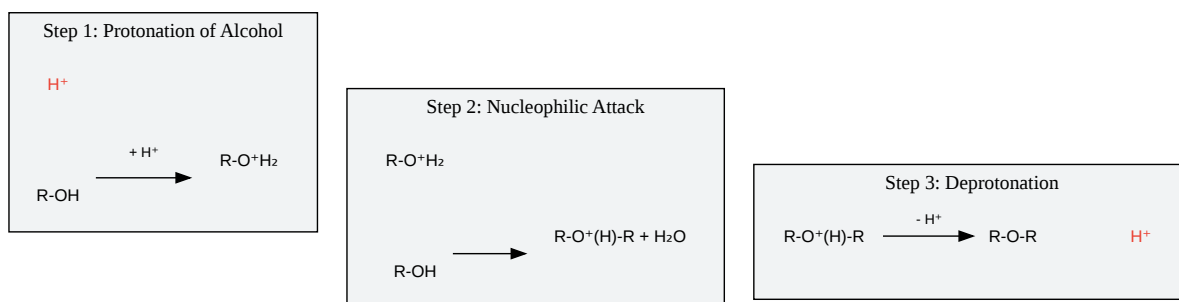 Step 1: Protonation of Alcohol
H⁺
+ H⁺
R-O⁺H₂
R-OH
Step 2: Nucleophilic Attack
R-O⁺H₂
R-O⁺(H)-R + H₂O
R-OH
Step 3: Deprotonation
- H⁺
R-O⁺(H)-R
R-O-R
H⁺